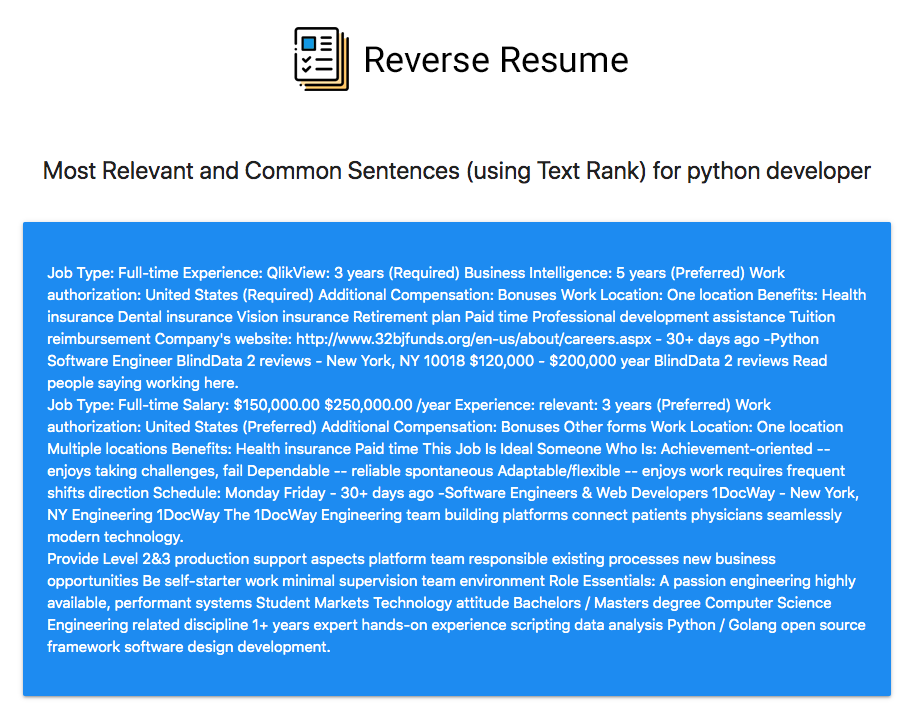 Reverse Resume
Most Relevant and Common Sentences (using Text Rank) for python developer
Job Type: Full-time Experience: QlikView: 3 years (Required) Business Intelligence: 5 years (Preferred) Work
authorization: United States (Required) Additional Compensation: Bonuses Work Location: One location Benefits: Health
insurance Dental insurance Vision insurance Retirement plan Paid time Professional development assistance Tuition
reimbursement Company's website: http://www.32bjfunds.org/en-us/about/careers.aspx - 30+ days ago -Python
Software Engineer BlindData 2 reviews - New York, NY 10018 $120,000 - $200,000 year BlindData 2 reviews Read
people saying working here.
Job Type: Full-time Salary: $150,000.00 $250,000.00 /year Experience: relevant: 3 years (Preferred) Work
authorization: United States (Preferred) Additional Compensation: Bonuses Other forms Work Location: One location
Multiple locations Benefits: Health insurance Paid time This Job Is Ideal Someone Who Is: Achievement-oriented --
enjoys taking challenges, fail Dependable -- reliable spontaneous Adaptable/flexible -- enjoys work requires frequent
shifts direction Schedule: Monday Friday - 30+ days ago -Software Engineers & Web Developers 1DocWay - New York,
NY Engineering 1DocWay The 1DocWay Engineering team building platforms connect patients physicians seamlessly
modern technology.
Provide Level 2&3 production support aspects platform team responsible existing processes new business
opportunities Be self-starter work minimal supervision team environment Role Essentials: A passion engineering highly
available, performant systems Student Markets Technology attitude Bachelors / Masters degree Computer Science
Engineering related discipline 1+ years expert hands-on experience scripting data analysis Python / Golang open source
framework software design development.